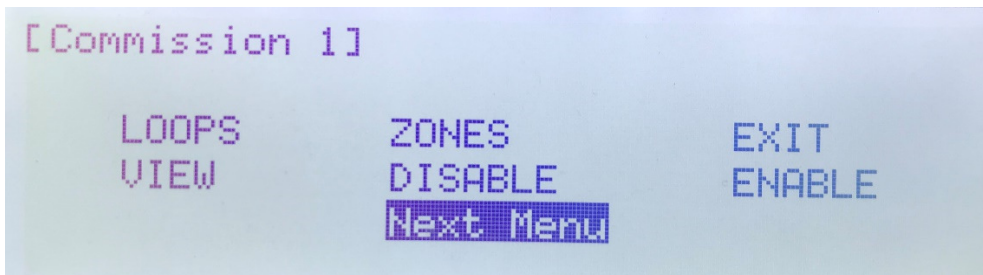 [Commission 1]
LOOPS ZONES EXIT
VIEW DISABLE ENABLE
Next Menu